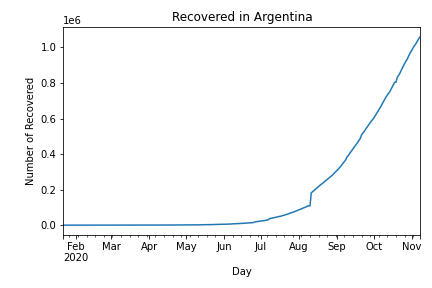 Recovered in Argentina
1e6
1.0
0.8
0.6
0.4
0.2
0.0
Number of Recovered
Feb Mar Apr May Jun Jul Aug Sep Oct Nov
2020
Day